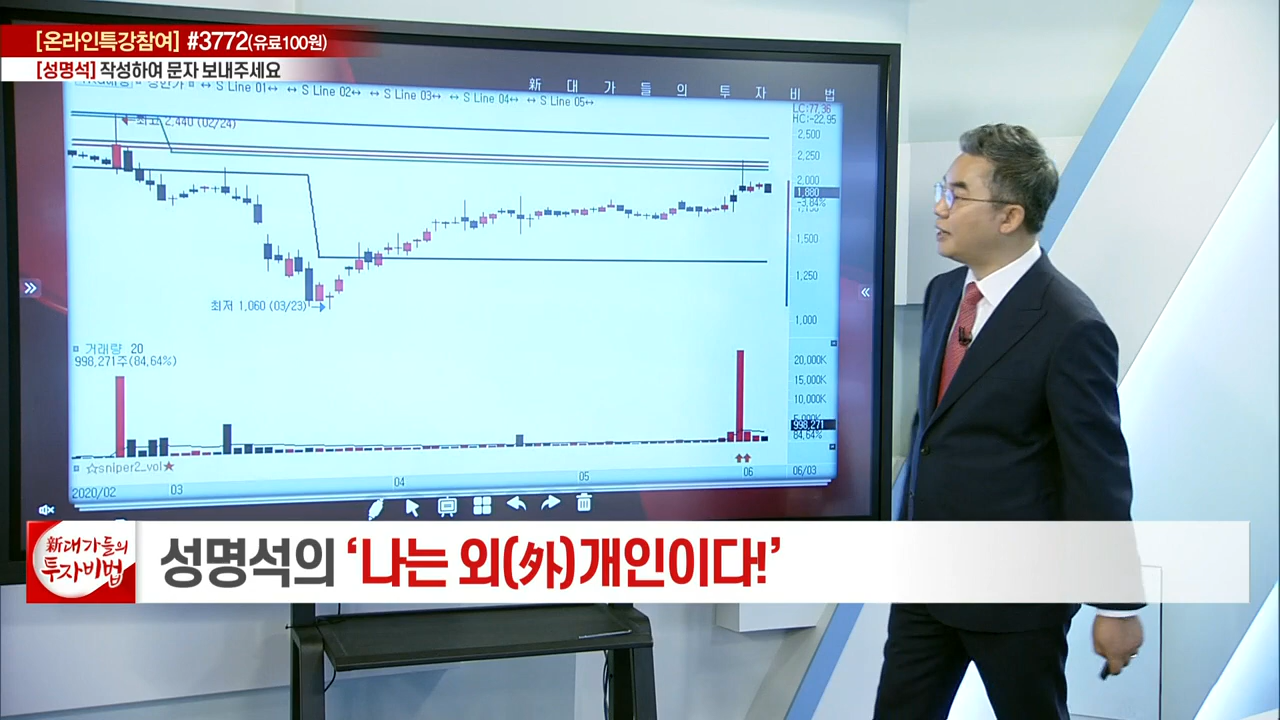 [온라인특강참여] #3772(유료100원)
[성명석] 작성하여 문자 보내주세요
新 대 가 들 의 투 자 비 법
↔ S Line 01↔ ↔ S Line 02↔ ↔ S Line 03↔ ↔ S Line 04↔ ↔ S Line 05↔
LC:77.36
HC:-22.95
최고 2,440 (02/24)
2,500
2,250
2,000
1,880
-3.84%
1,500
1,250
최저 1,060 (03/23)
1,000
거래량 20
998,271주(84.64%)
20,000K
15,000K
10,000K
998,271
84.64%
☆sniper2_vol★
2020/02 03 04 05 06 06/03
新대가들의
투자비법
성명석의 ‘나는 외(外)개인이다!’